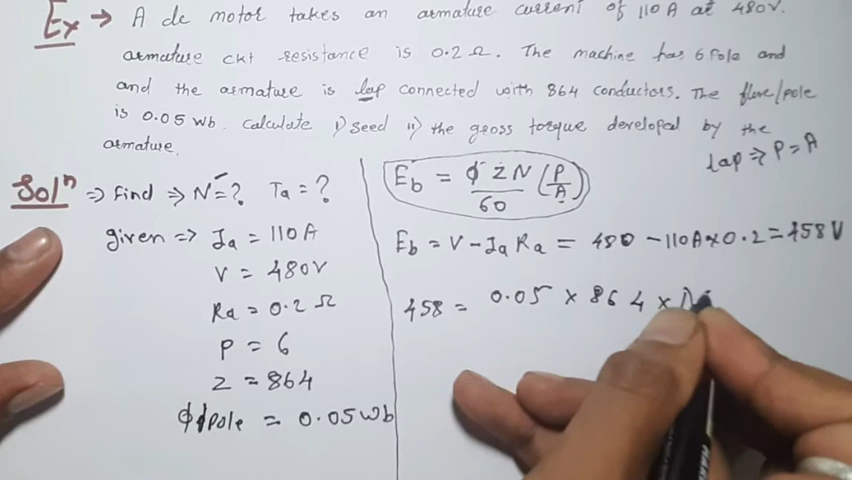 Ex → A dc motor takes an armature current of 110 A at 480V.
armature ckt resistance is 0.2 Ω. The machine has 6 Pole and
and the armature is lap connected with 864 conductors. The flux/pole
is 0.05 Wb. Calculate i) Seed ii) the gross torque developed by the
armature.
lap ⇒ P = A
Solⁿ ⇒ Find ⇒ N = ? Ta = ?
given ⇒ Ia = 110A
V = 480V
Ra = 0.2 Ω
P = 6
Z = 864
ϕ/pole = 0.05 Wb
Eb = ϕ Z N / 60 (P/A)
Eb = V - Ia Ra = 480 - 110A × 0.2 = 458 V
458 = 0.05 × 864 × N